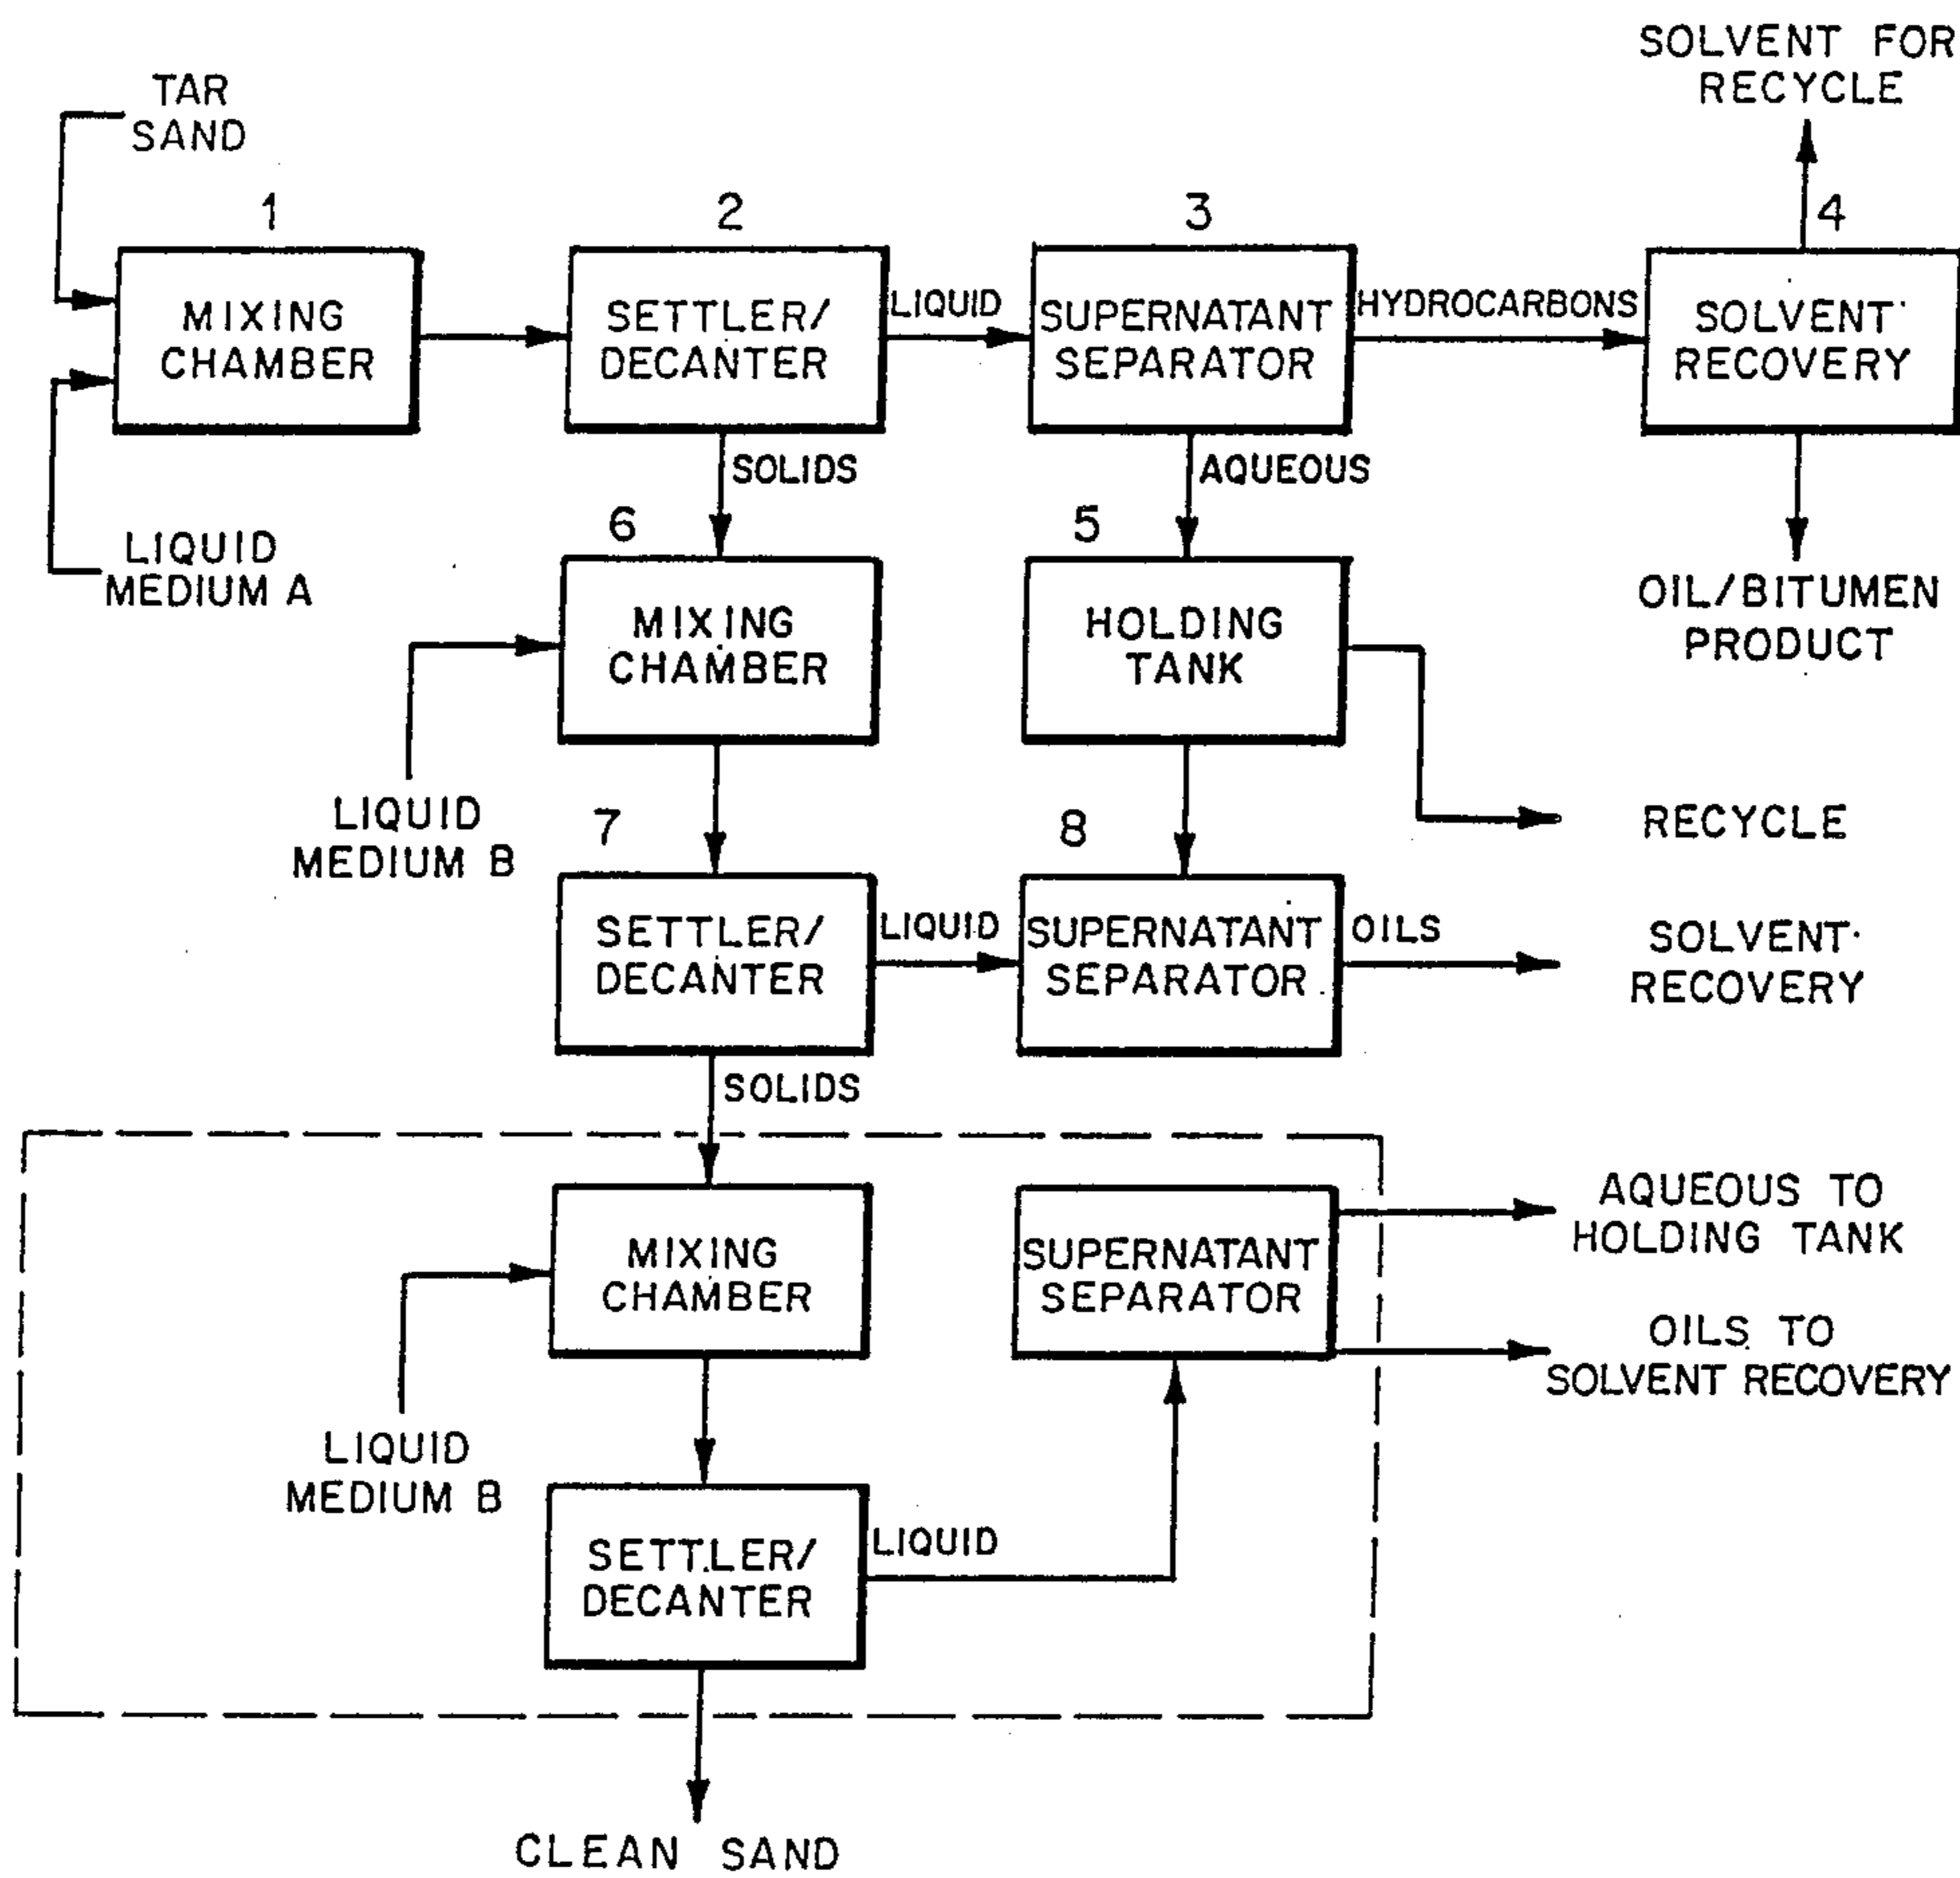 SOLVENT FOR
RECYCLE
TAR
SAND
1
2
3
4
MIXING
CHAMBER
SETTLER/
DECANTER
LIQUID
SUPERNATANT
SEPARATOR
HYDROCARBONS
SOLVENT
RECOVERY
SOLIDS
AQUEOUS
LIQUID
MEDIUM A
6
5
MIXING
CHAMBER
HOLDING
TANK
OIL/BITUMEN
PRODUCT
LIQUID
MEDIUM B
7
8
RECYCLE
SETTLER/
DECANTER
LIQUID
SUPERNATANT
SEPARATOR
OILS
SOLVENT
RECOVERY
SOLIDS
MIXING
CHAMBER
SUPERNATANT
SEPARATOR
AQUEOUS TO
HOLDING TANK
OILS TO
SOLVENT RECOVERY
LIQUID
MEDIUM B
SETTLER/
DECANTER
LIQUID
CLEAN SAND